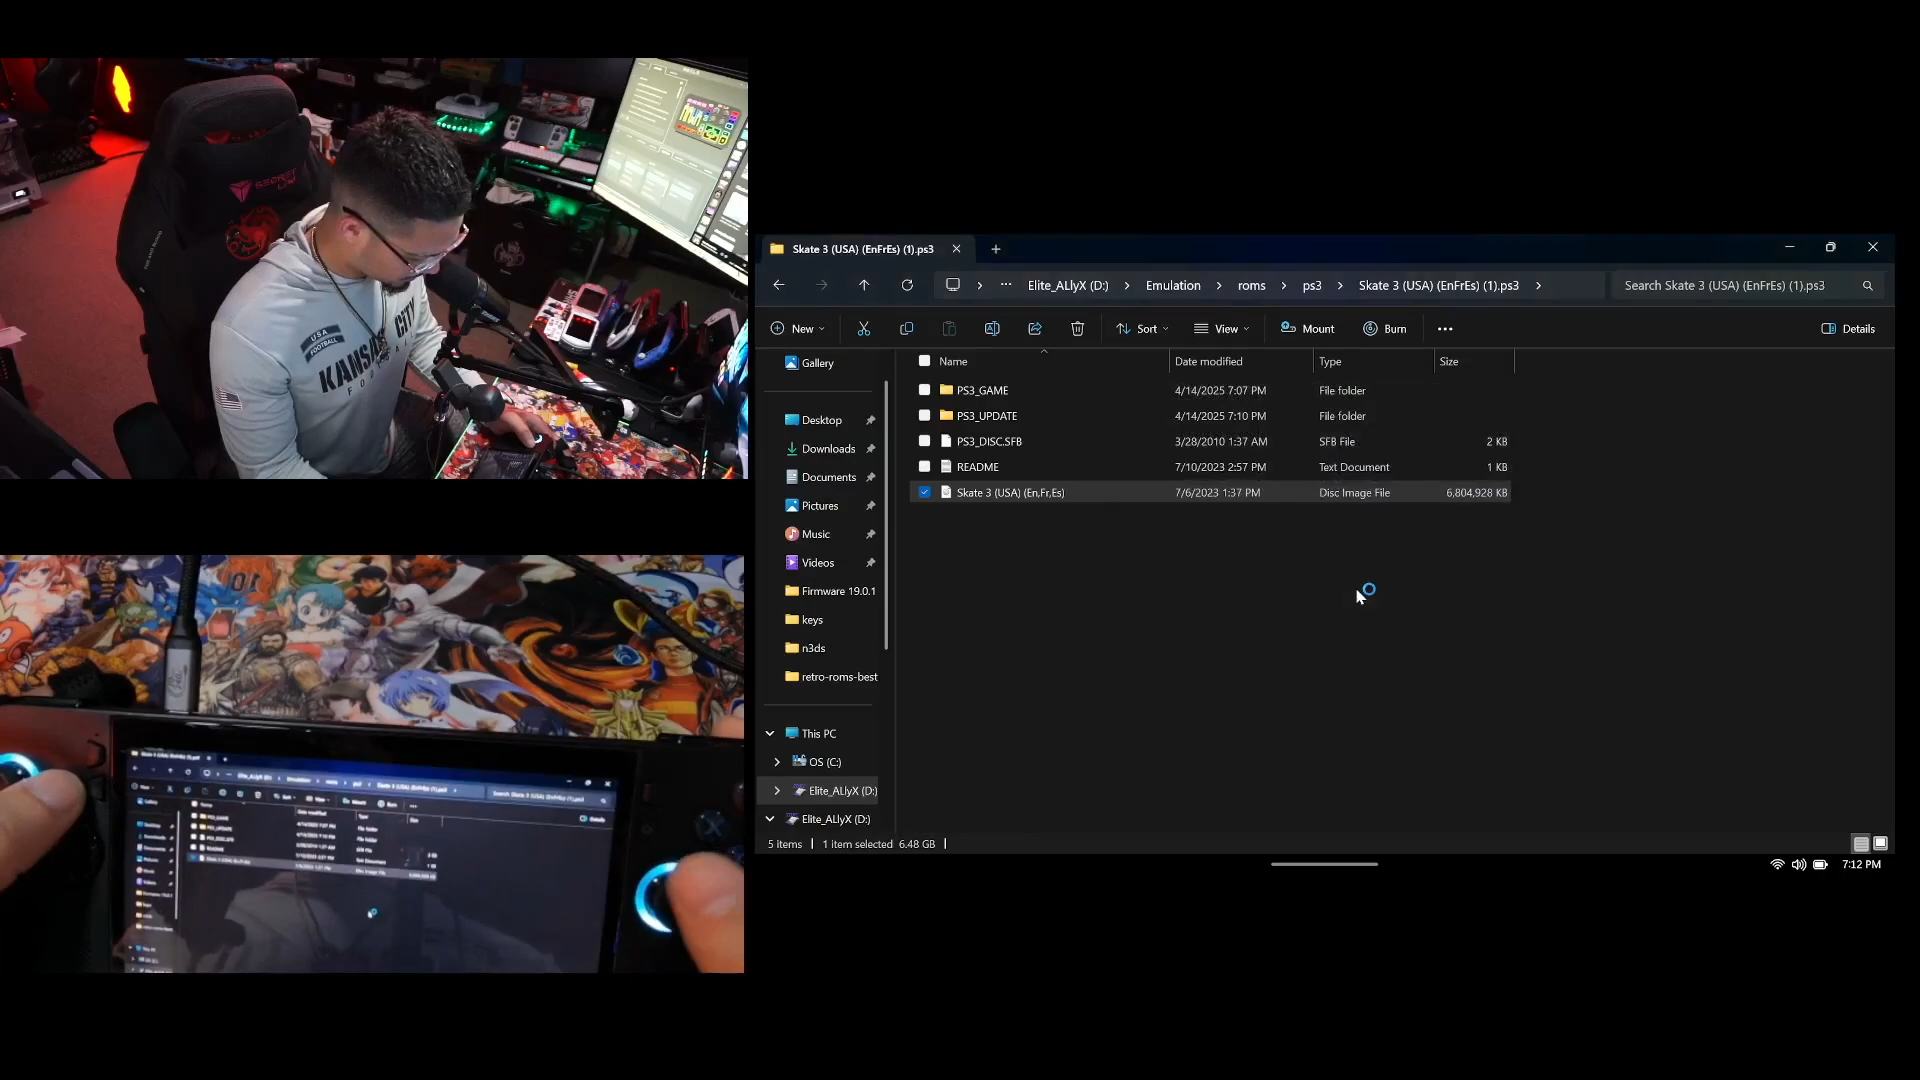 SECRET
USA
FOOTBALL
KANSAS CITY
FOOTBALL
Skate 3 (USA) (EnFrEs) (1).ps3
Elite_ALlyX (D:)
Emulation
roms
ps3
Skate 3 (USA) (EnFrEs) (1).ps3
Search Skate 3 (USA) (EnFrEs) (1).ps3
New
Sort
View
Mount
Burn
Details
Name
Date modified
Type
Size
PS3_GAME
4/14/2025 7:07 PM
File folder
PS3_UPDATE
4/14/2025 7:10 PM
File folder
PS3_DISC.SFB
3/28/2010 1:37 AM
SFB File
2 KB
README
7/10/2023 2:57 PM
Text Document
1 KB
Skate 3 (USA) (En,Fr,Es)
7/6/2023 1:37 PM
Disc Image File
6,804,928 KB
Gallery
Desktop
Downloads
Documents
Pictures
Music
Videos
Firmware 19.0.1
keys
n3ds
retro-roms-best
This PC
OS (C:)
Elite_ALlyX (D:)
Elite_ALlyX (D:)
5 items
1 item selected 6.48 GB
7:12 PM